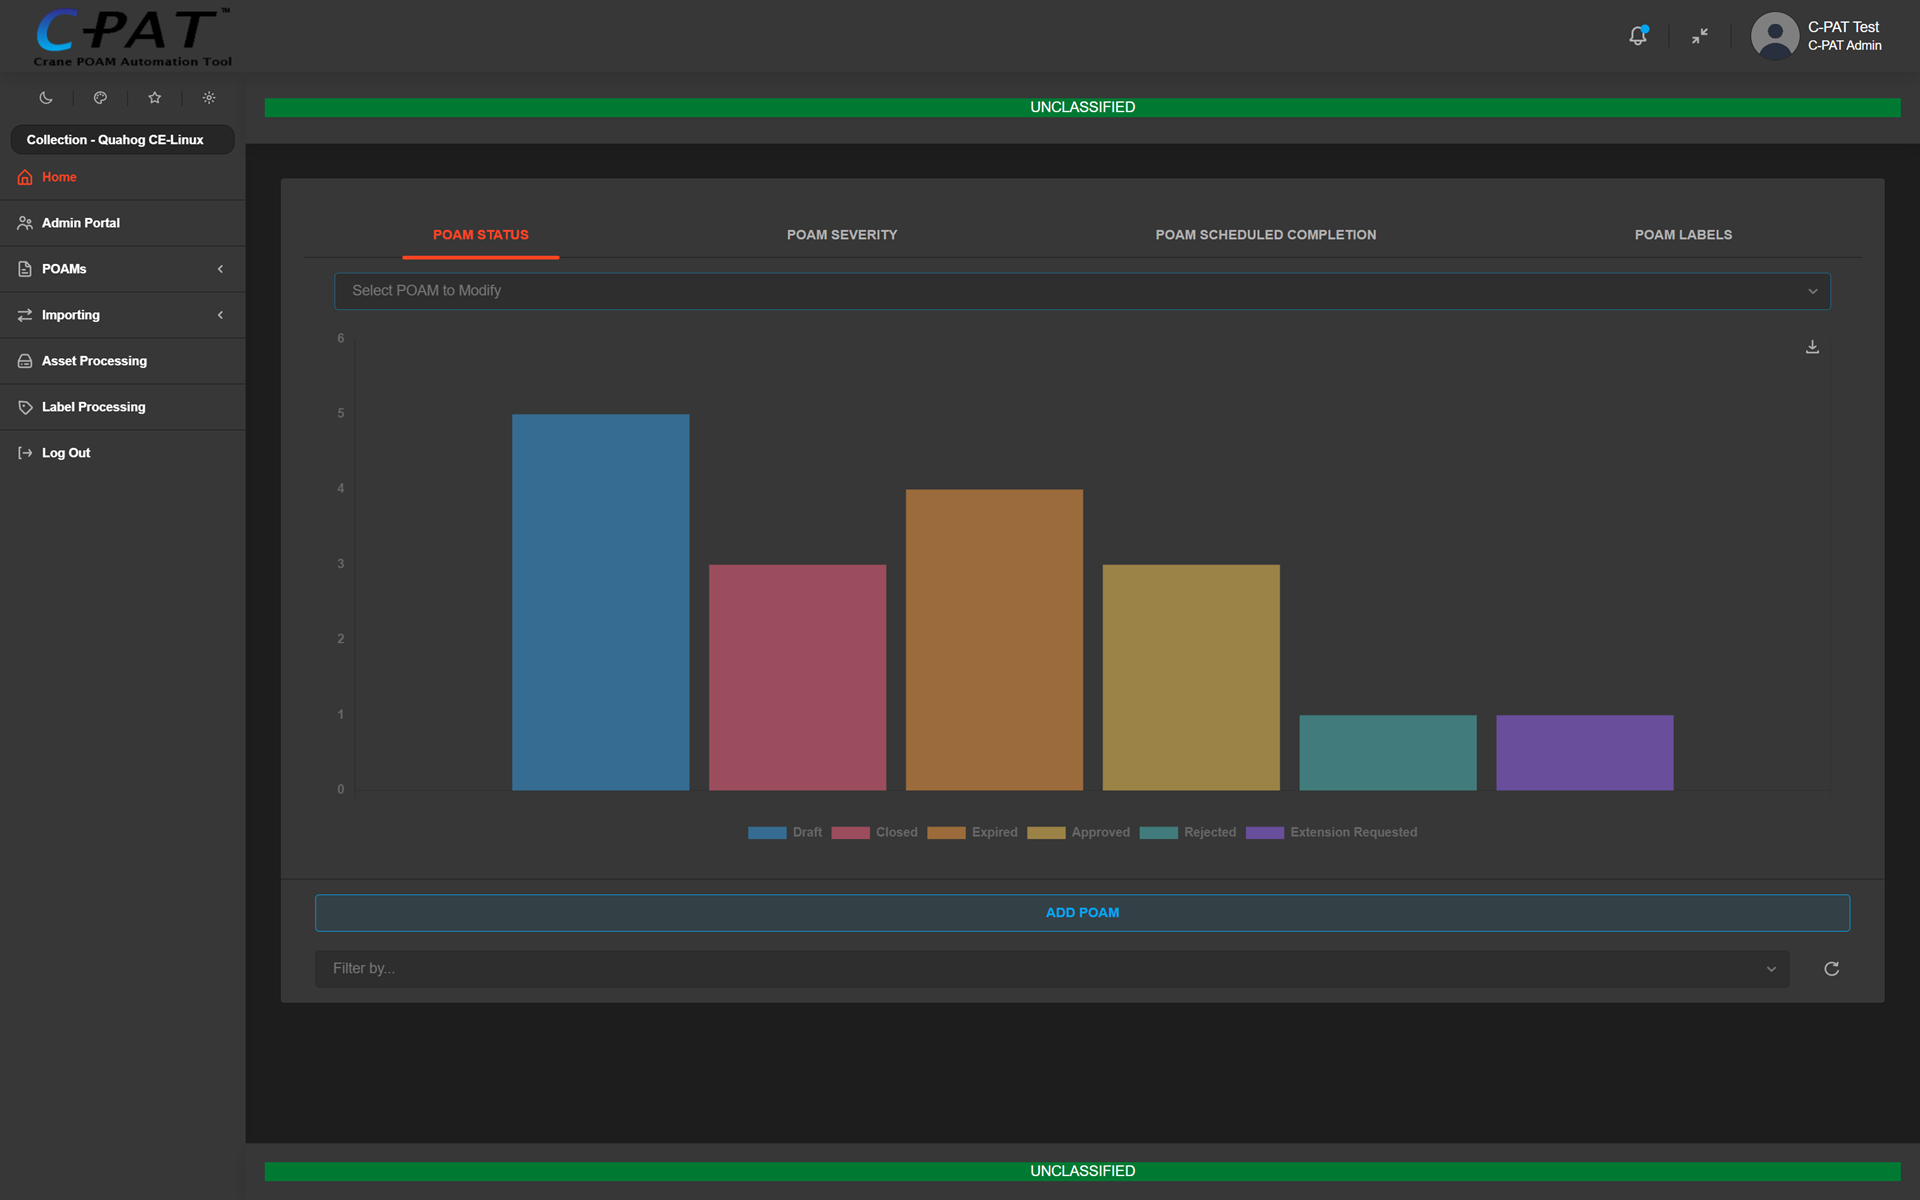 C-PAT™
Crane POAM Automation Tool
C-PAT Test
C-PAT Admin
UNCLASSIFIED
Collection - Quahog CE-Linux
Home
Admin Portal
POAMs
Importing
Asset Processing
Label Processing
Log Out
POAM STATUS
POAM SEVERITY
POAM SCHEDULED COMPLETION
POAM LABELS
Select POAM to Modify
6
5
4
3
2
1
0
Draft
Closed
Expired
Approved
Rejected
Extension Requested
ADD POAM
Filter by...
UNCLASSIFIED